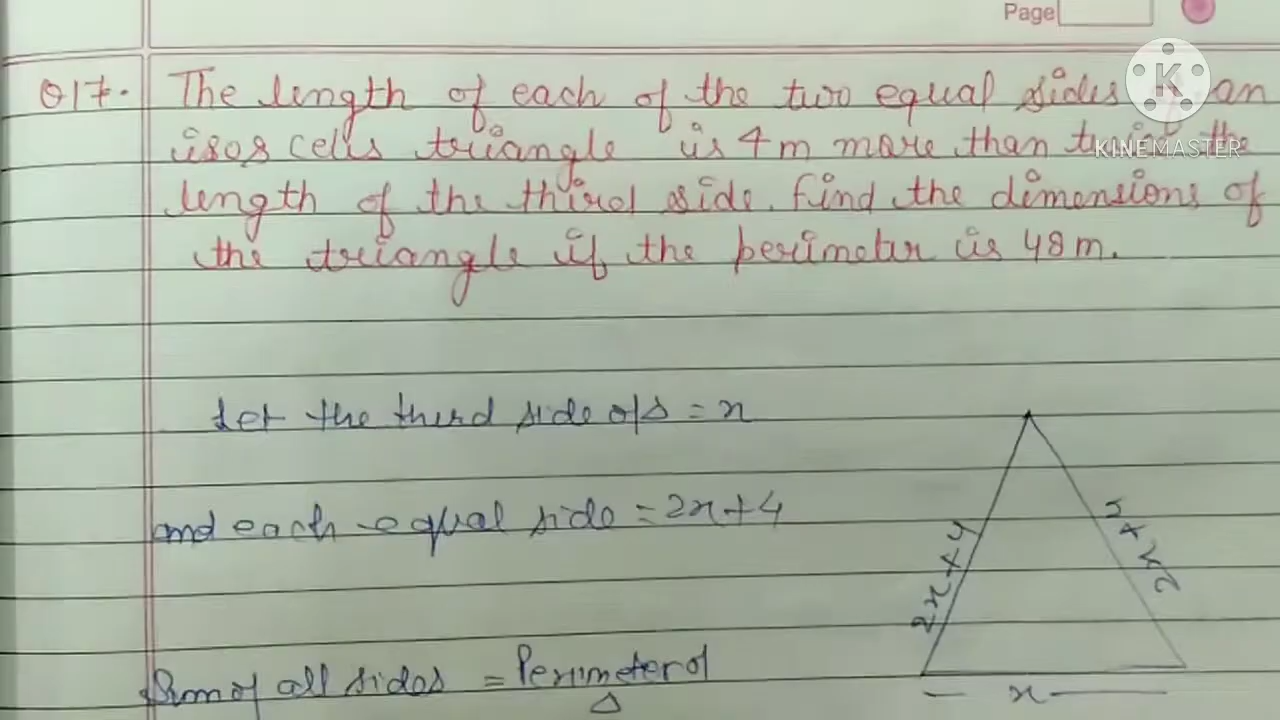 Page
Q17. The length of each of the two equal sides of an
isoscells triangle is 4m more than twice the
length of the third side. Find the dimensions of
the triangle if the perimeter is 48m.
K
KINEMASTER
Let the third side of Δ = x
and each equal side = 2x+4
2x+4
2x+4
Sum of all sides = Perimeter of
Δ
x